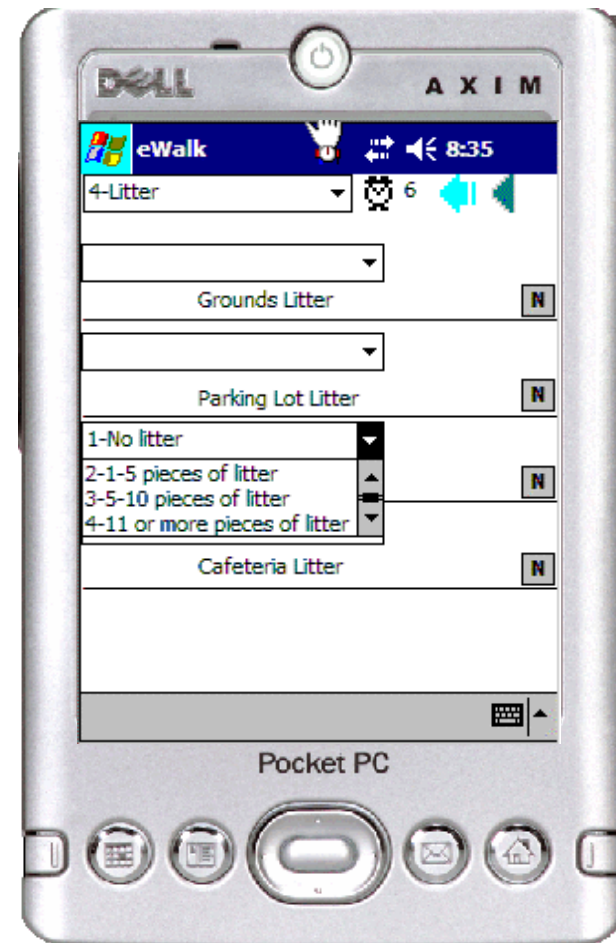 DELL
A X I M
eWalk 8:35
4-Litter 6
Grounds Litter N
Parking Lot Litter N
1-No litter
2-1-5 pieces of litter
3-5-10 pieces of litter N
4-11 or more pieces of litter
Cafeteria Litter N
Pocket PC